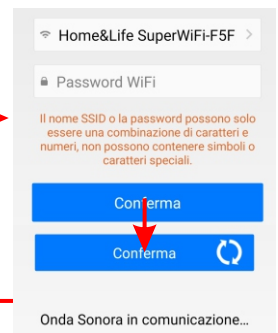 Home&Life SuperWiFi-F5F
Password WiFi
Il nome SSID o la password possono solo
essere una combinazione di caratteri e
numeri, non possono contenere simboli o
caratteri speciali.
Conferma
Conferma
Onda Sonora in comunicazione...